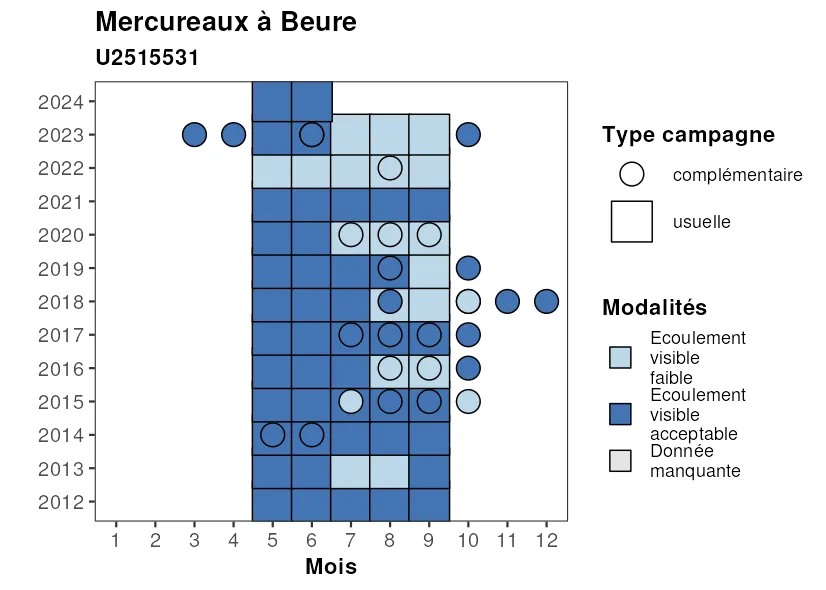 Mercureaux à Beure
U2515531
2024
2023
2022
2021
2020
2019
2018
2017
2016
2015
2014
2013
2012
1 2 3 4 5 6 7 8 9 10 11 12
Mois
Type campagne
complémentaire
usuelle
Modalités
Ecoulement
visible
faible
Ecoulement
visible
acceptable
Donnée
manquante